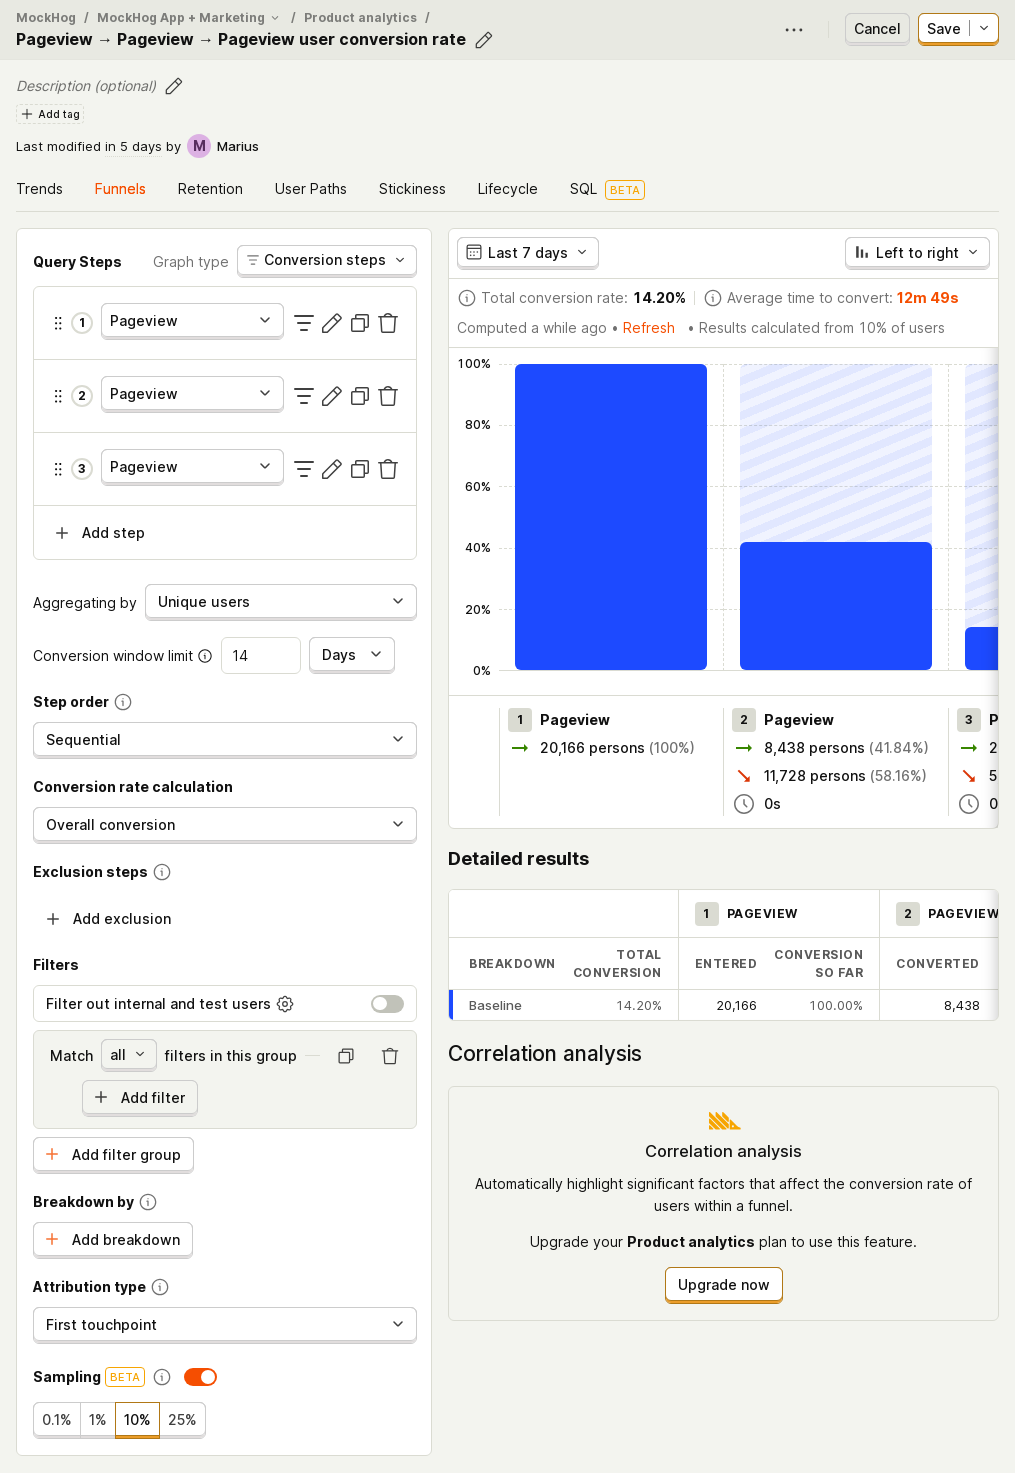 MockHog / MockHog App + Marketing / Product analytics /
Pageview → Pageview → Pageview user conversion rate
Cancel
Save
Description (optional)
Add tag
Last modified in 5 days by M Marius
Trends Funnels Retention User Paths Stickiness Lifecycle SQL BETA
Query Steps
Graph type
Conversion steps
1 Pageview
2 Pageview
3 Pageview
Add step
Aggregating by
Unique users
Conversion window limit
14
Days
Step order
Sequential
Conversion rate calculation
Overall conversion
Exclusion steps
Add exclusion
Filters
Filter out internal and test users
Match all filters in this group
Add filter
Add filter group
Breakdown by
Add breakdown
Attribution type
First touchpoint
Sampling BETA
0.1% 1% 10% 25%
Last 7 days
Left to right
Total conversion rate: 14.20%
Average time to convert: 12m 49s
Computed a while ago • Refresh • Results calculated from 10% of users
100%
80%
60%
40%
20%
0%
1 Pageview
20,166 persons (100%)
2 Pageview
8,438 persons (41.84%)
11,728 persons (58.16%)
0s
3 P
2
5
0
Detailed results
1 PAGEVIEW
2 PAGEVIEW
BREAKDOWN
TOTAL
CONVERSION
ENTERED
CONVERSION
SO FAR
CONVERTED
Baseline 14.20% 20,166 100.00% 8,438
Correlation analysis
Correlation analysis
Automatically highlight significant factors that affect the conversion rate of
users within a funnel.
Upgrade your Product analytics plan to use this feature.
Upgrade now